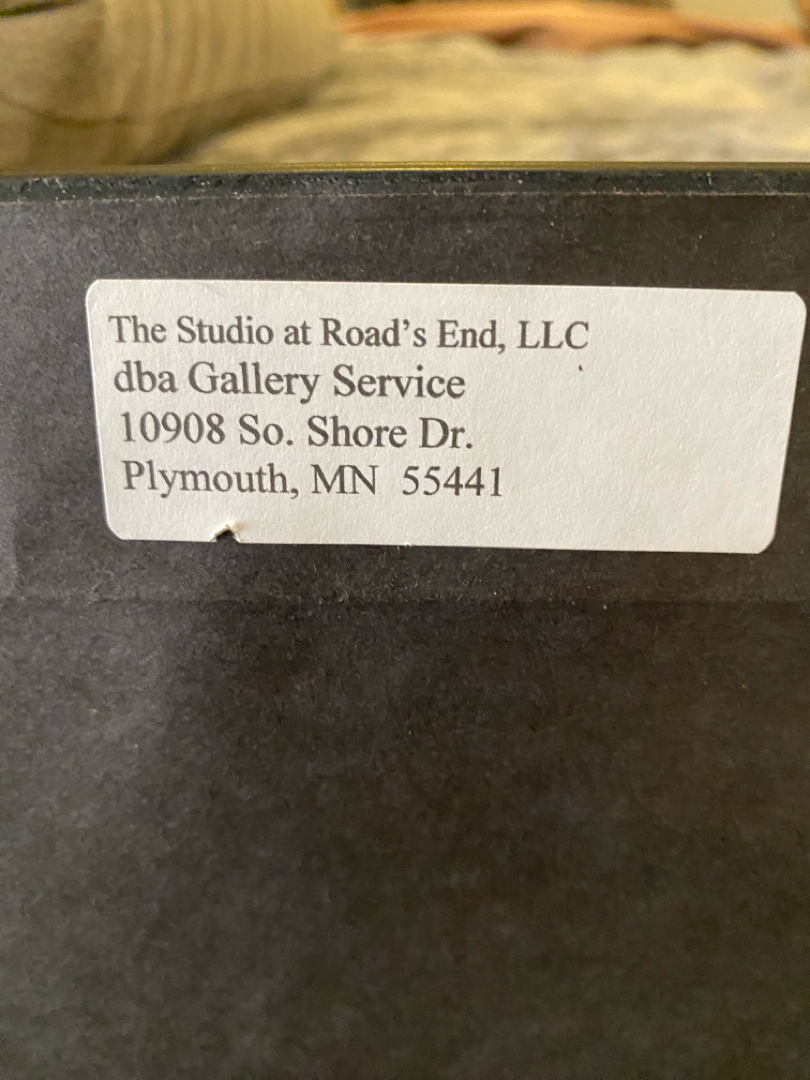 The Studio at Road’s End, LLC
dba Gallery Service
10908 So. Shore Dr.
Plymouth, MN  55441